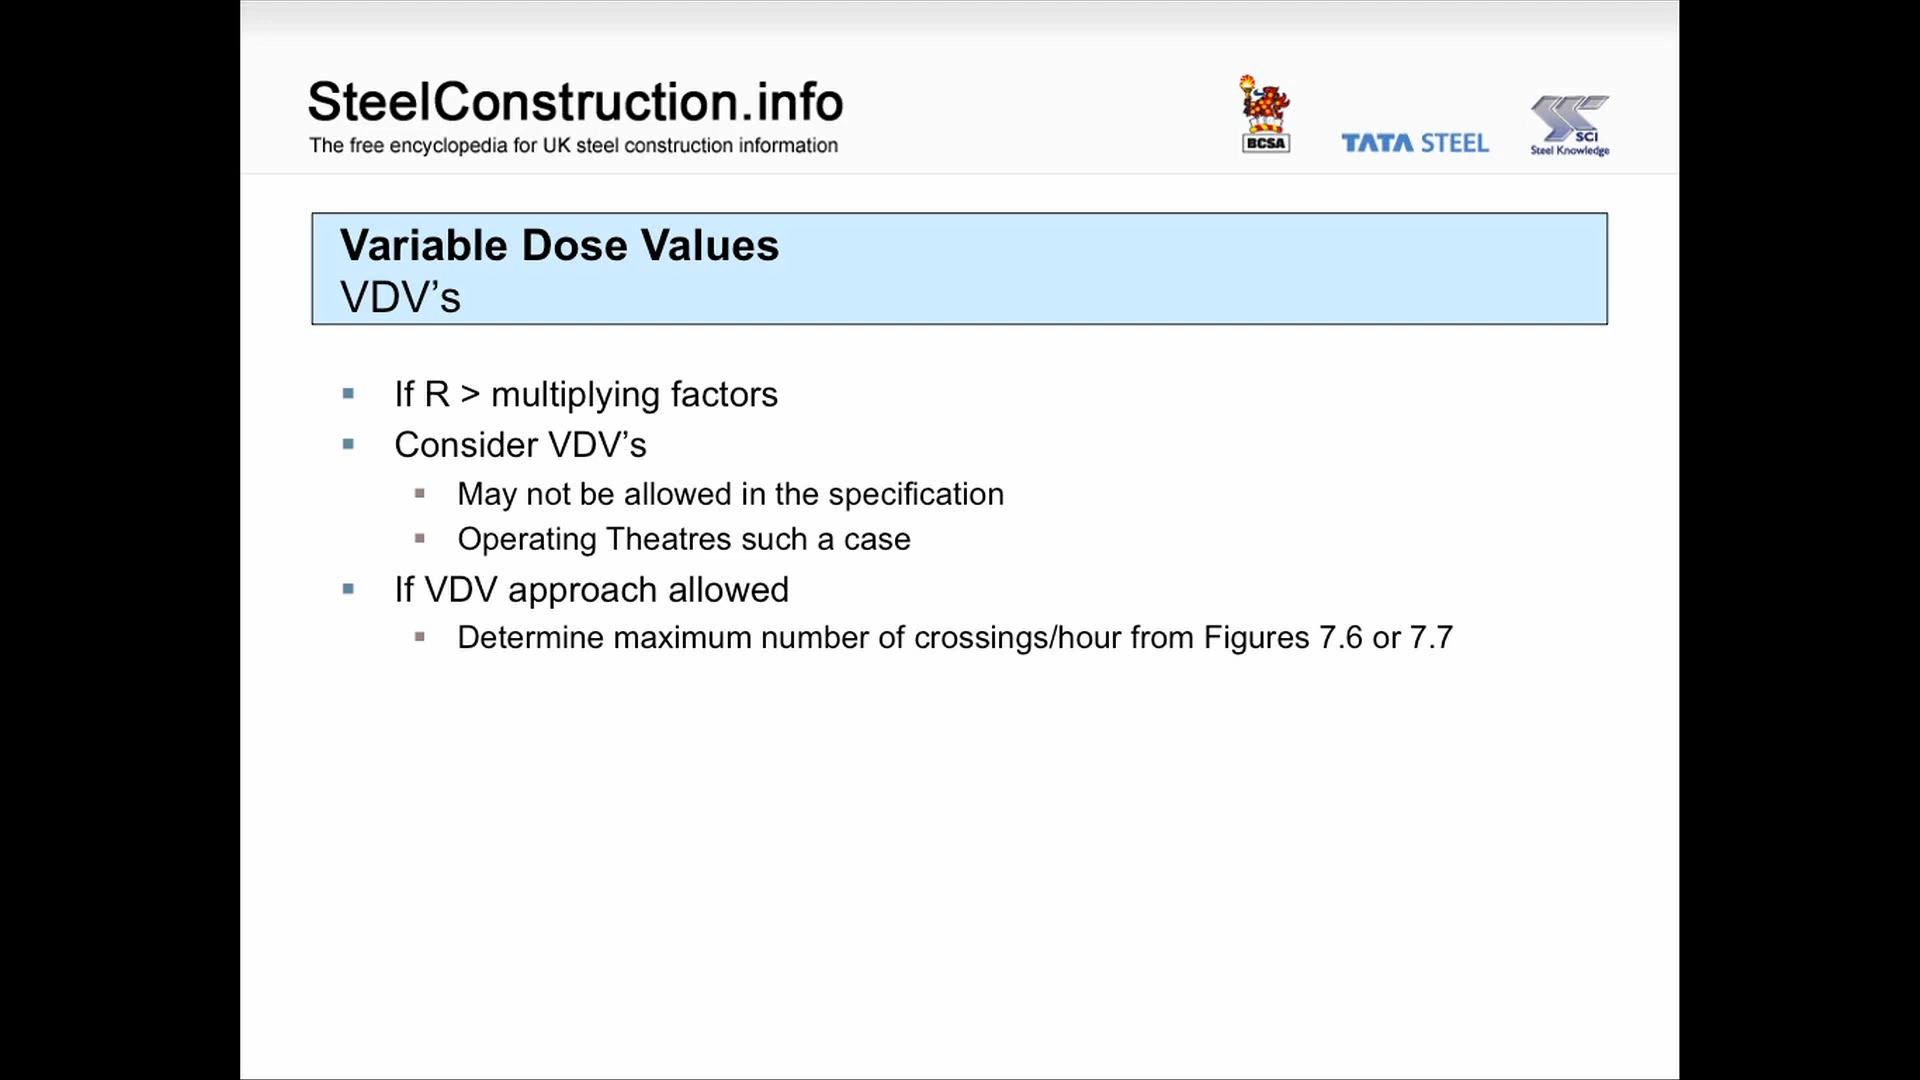 SteelConstruction.info
The free encyclopedia for UK steel construction information
BCSA
TATA STEEL
SCI
Steel Knowledge
Variable Dose Values
VDV’s
If R > multiplying factors
Consider VDV’s
May not be allowed in the specification
Operating Theatres such a case
If VDV approach allowed
Determine maximum number of crossings/hour from Figures 7.6 or 7.7